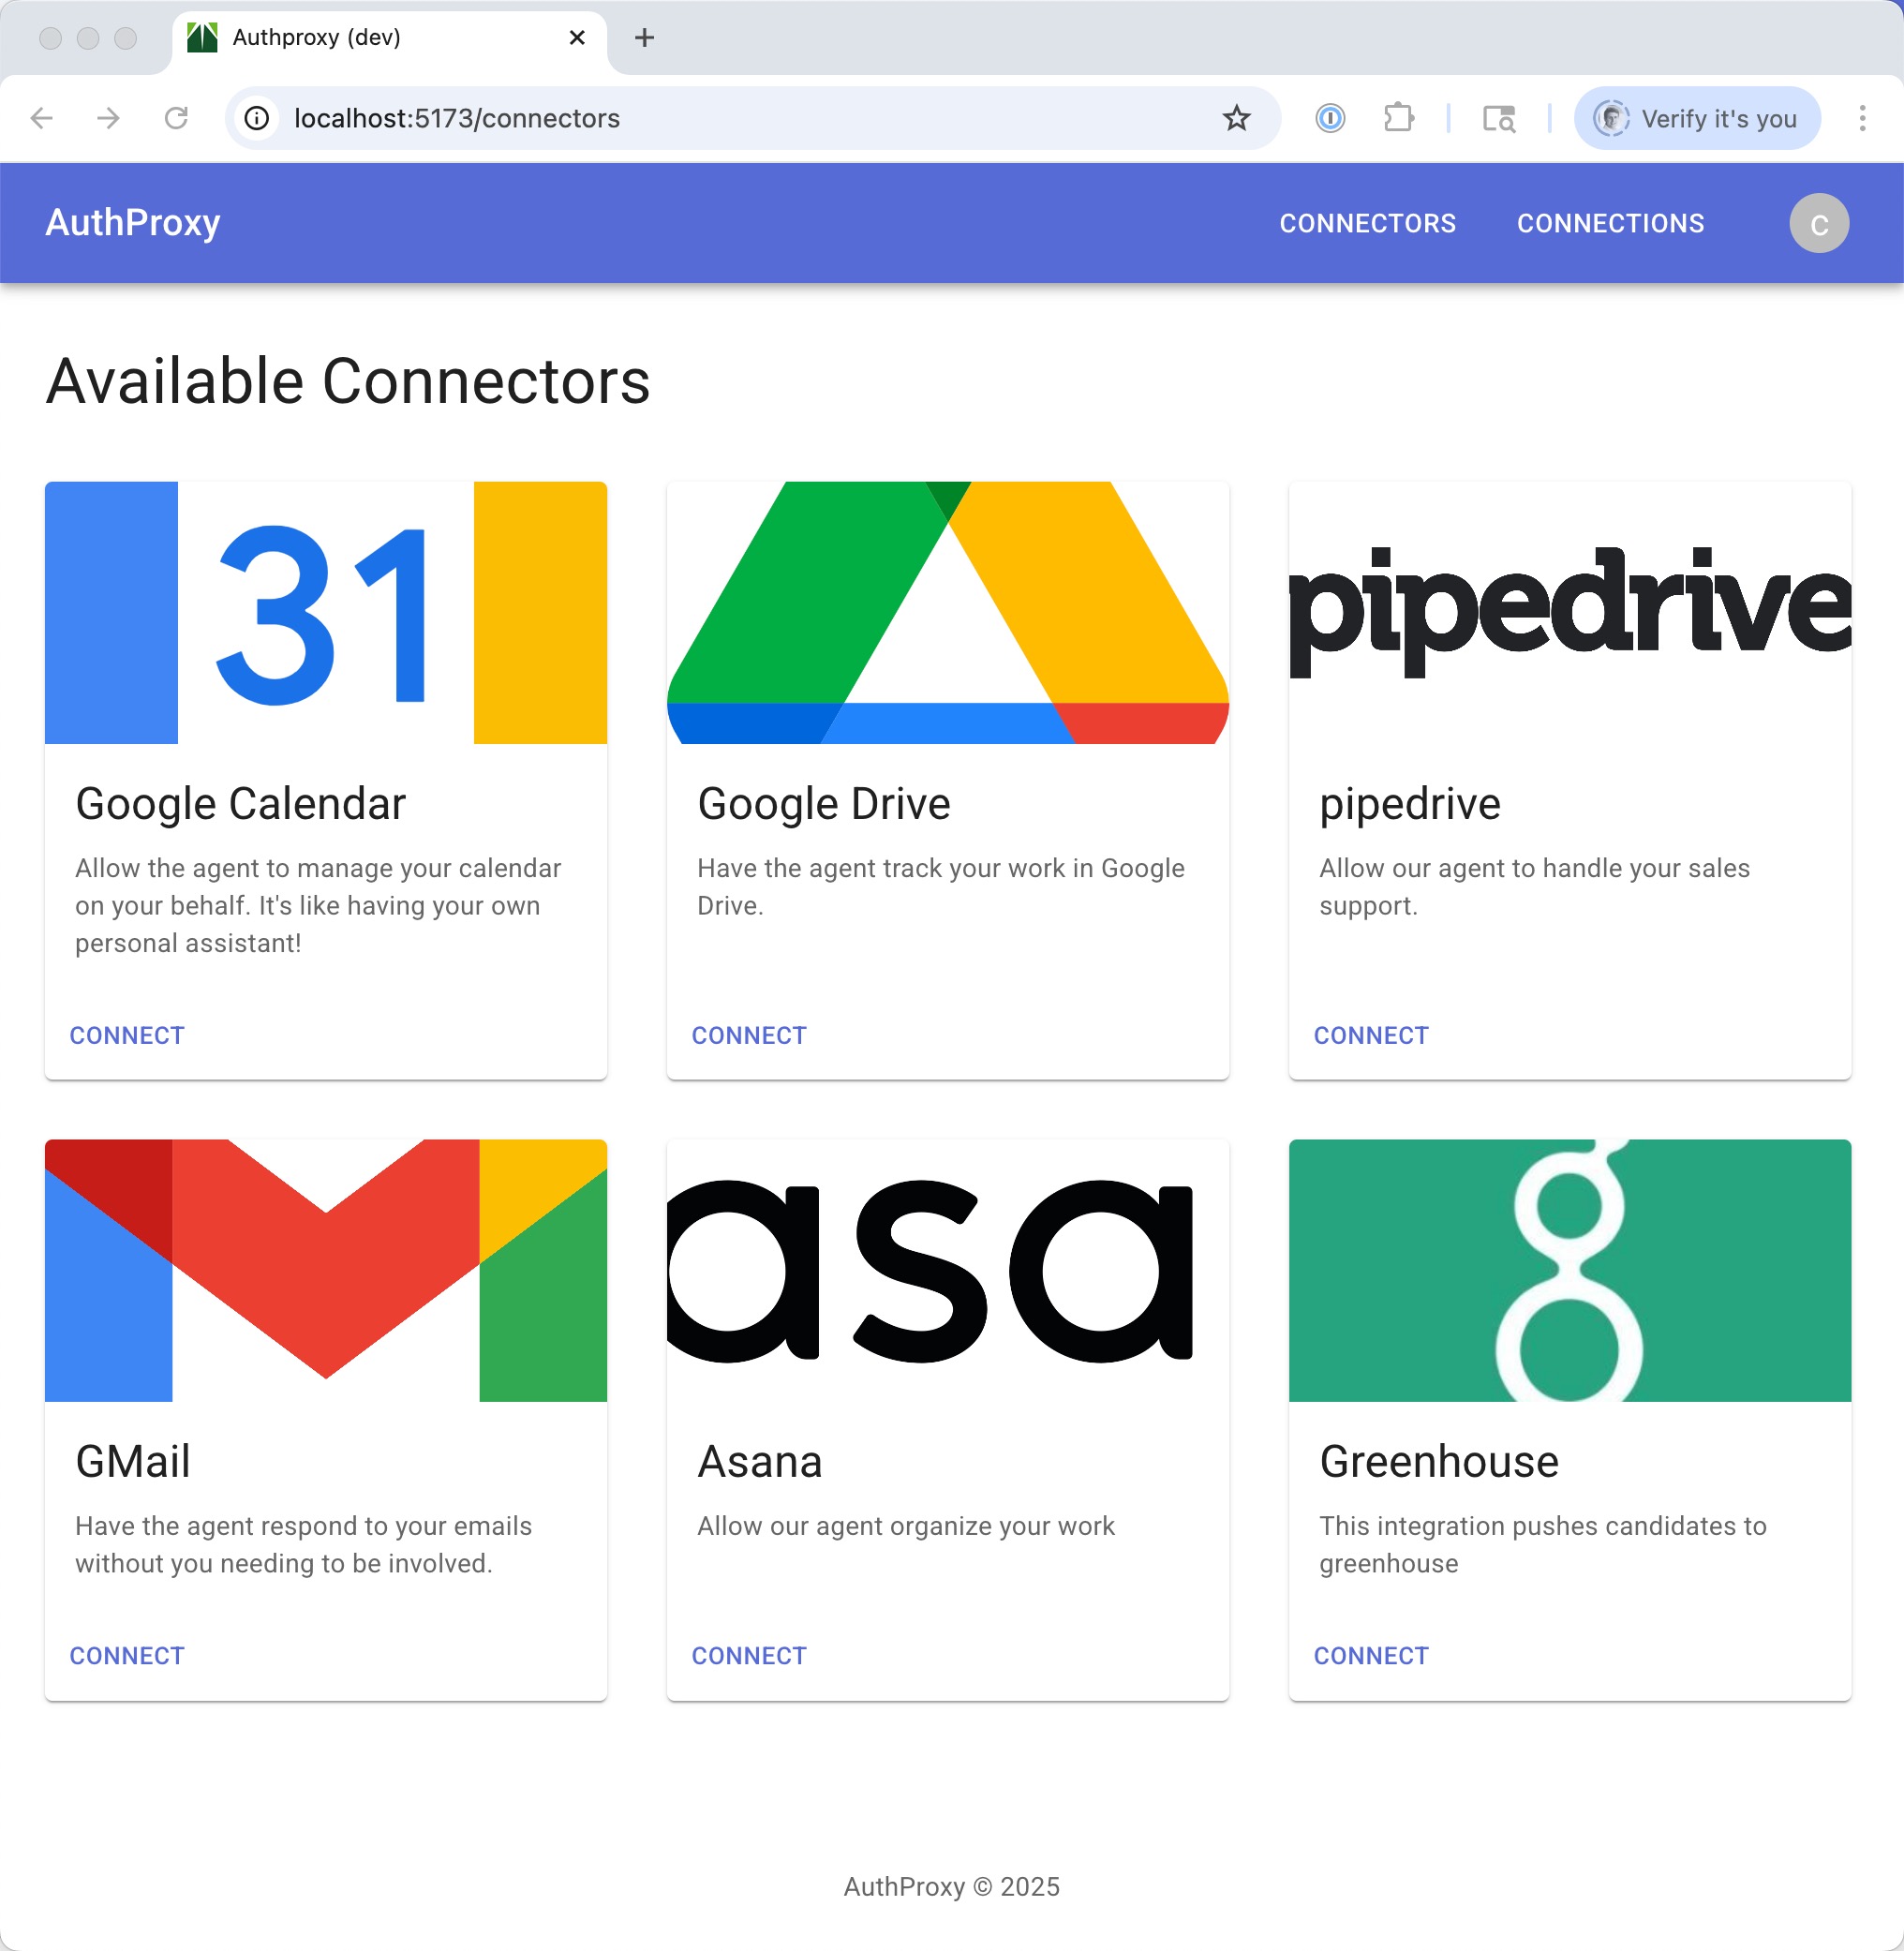 Authproxy (dev)
localhost:5173/connectors
Verify it's you
AuthProxy
CONNECTORS
CONNECTIONS
C
Available Connectors
31
pipedrive
Google Calendar
Google Drive
pipedrive
Allow the agent to manage your calendar
on your behalf. It's like having your own
personal assistant!
Have the agent track your work in Google
Drive.
Allow our agent to handle your sales
support.
CONNECT
CONNECT
CONNECT
asa
g
GMail
Asana
Greenhouse
Have the agent respond to your emails
without you needing to be involved.
Allow our agent organize your work
This integration pushes candidates to
greenhouse
CONNECT
CONNECT
CONNECT
AuthProxy © 2025